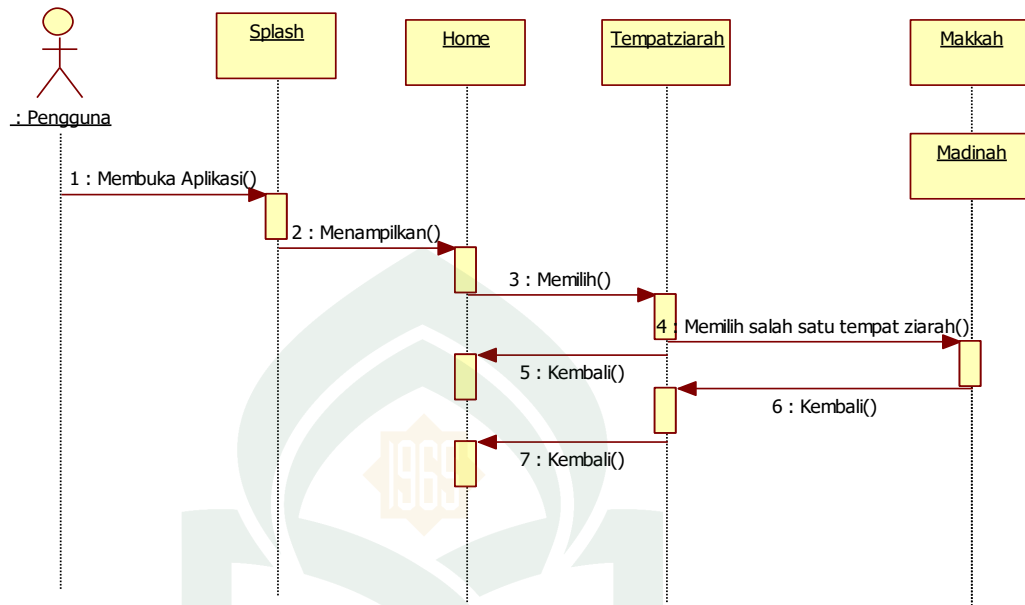 Splash
Home
Tempatziarah
Makkah
: Pengguna
Madinah
1 : Membuka Aplikasi()
2 : Menampilkan()
3 : Memilih()
4 : Memilih salah satu tempat ziarah()
5 : Kembali()
6 : Kembali()
7 : Kembali()
1969